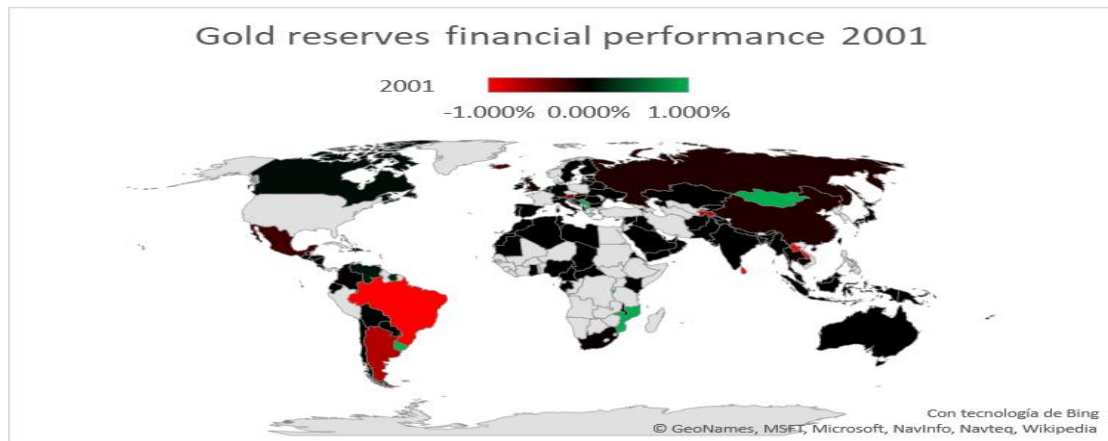 Gold reserves financial performance 2001
2001
-1.000% 0.000% 1.000%
Con tecnología de Bing
© GeoNames, MSFT, Microsoft, NavInfo, Navteq, Wikipedia